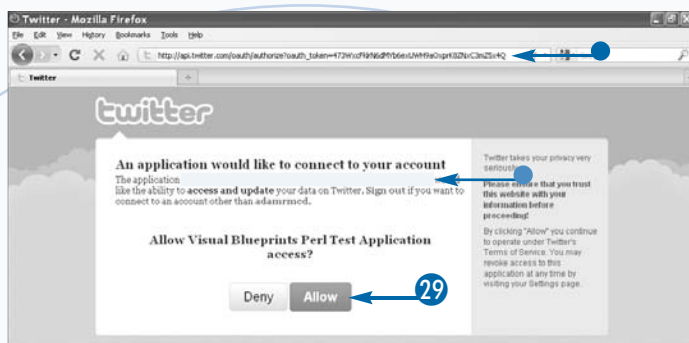 Twitter - Mozilla Firefox
File Edit View History Bookmarks Tools Help
Twitter
twitter
An application would like to connect to your account
The application
like the ability to access and update your data on Twitter. Sign out if you want to
connect to an account other than adamrmcd.
Allow Visual Blueprints Perl Test Application
access?
Deny Allow
29
Twitter takes your privacy very
seriously.
Please ensure that you trust
this website with your
information before
proceeding!
By clicking "Allow" you continue
to operate under Twitter's
Terms of Service. You may
revoke access to this
application at any time by
visiting your Settings page.